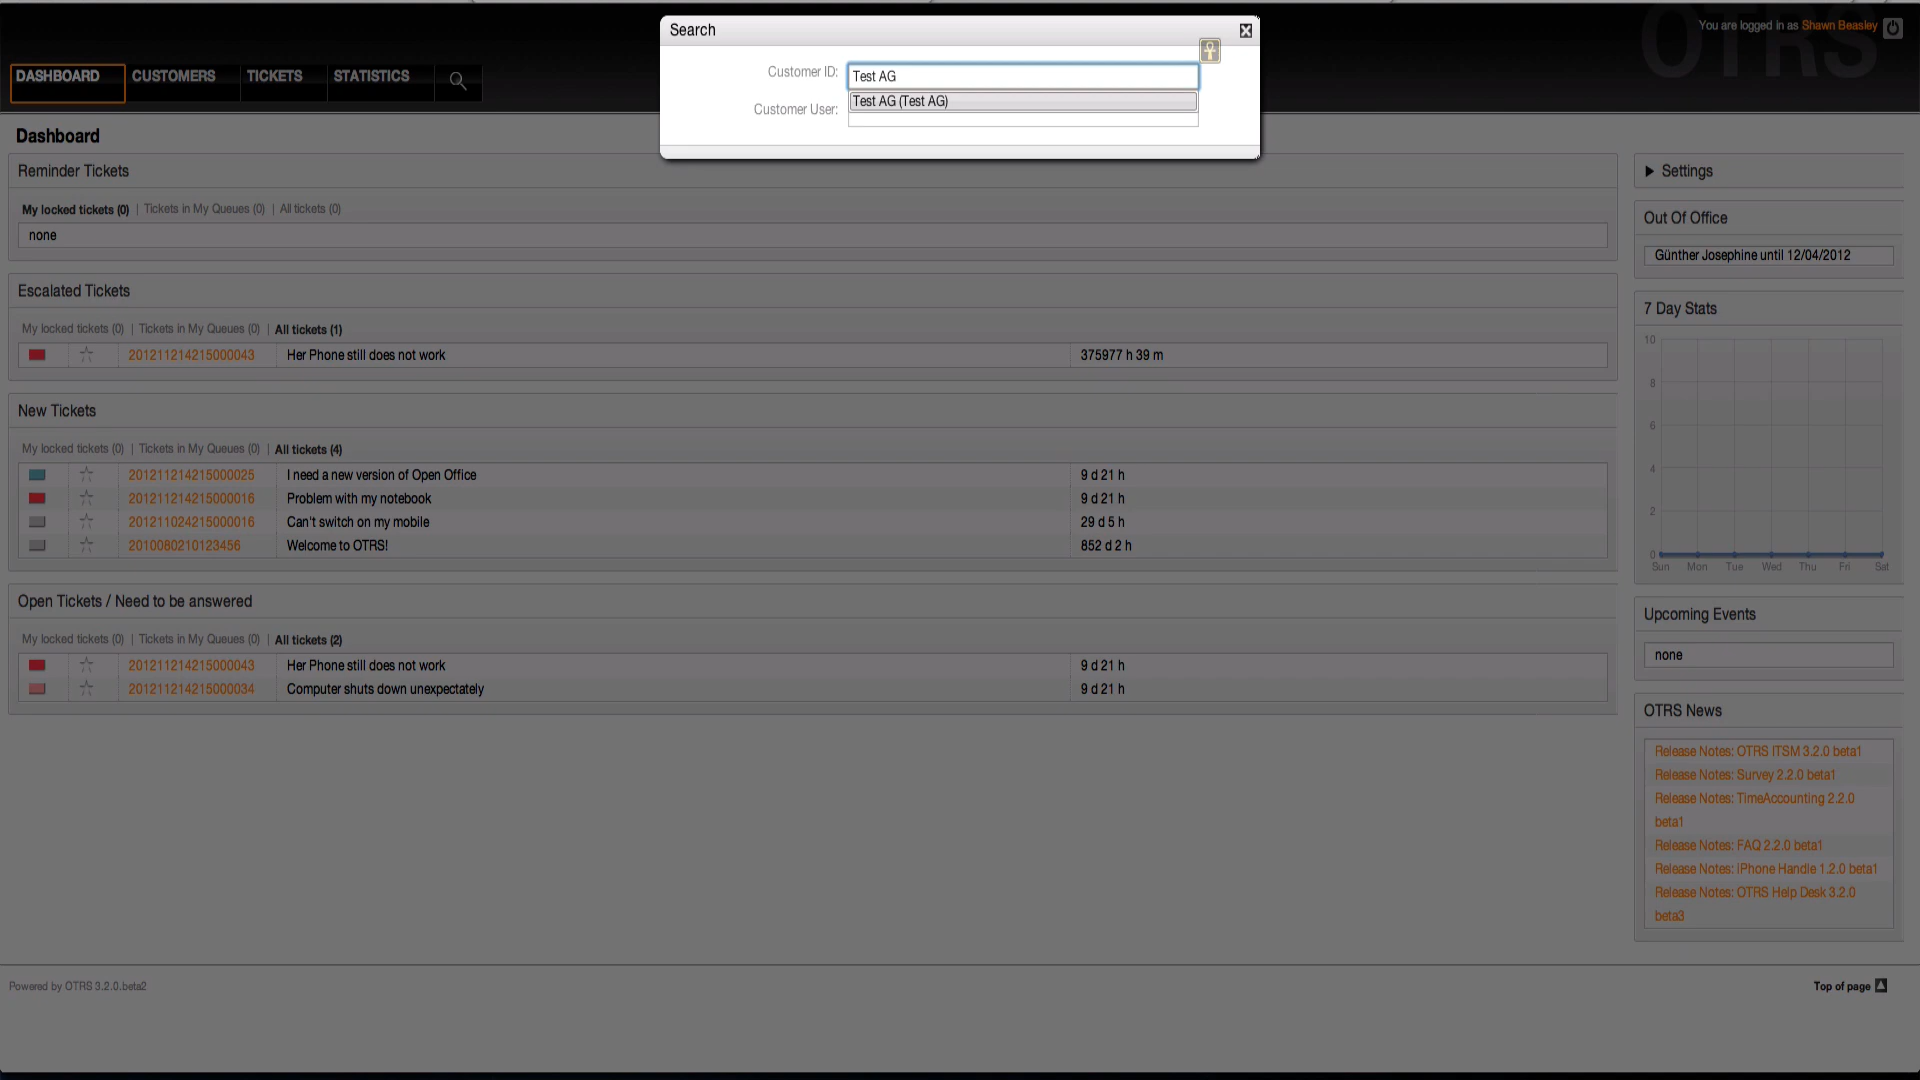 Search
Customer ID: Test AG
Test AG (Test AG)
Customer User:
OTRS
You are logged in as Shawn Beasley
DASHBOARD CUSTOMERS TICKETS STATISTICS
Dashboard
Reminder Tickets
My locked tickets (0) | Tickets in My Queues (0) | All tickets (0)
none
Escalated Tickets
My locked tickets (0) | Tickets in My Queues (0) | All tickets (1)
201211214215000043 Her Phone still does not work 375977 h 39 m
New Tickets
My locked tickets (0) | Tickets in My Queues (0) | All tickets (4)
201211214215000025 I need a new version of Open Office 9 d 21 h
201211214215000016 Problem with my notebook 9 d 21 h
201211024215000016 Can't switch on my mobile 29 d 5 h
2010080210123456 Welcome to OTRS! 852 d 2 h
Open Tickets / Need to be answered
My locked tickets (0) | Tickets in My Queues (0) | All tickets (2)
201211214215000043 Her Phone still does not work 9 d 21 h
201211214215000034 Computer shuts down unexpectately 9 d 21 h
Settings
Out Of Office
Günther Josephine until 12/04/2012
7 Day Stats
10
8
6
4
2
0
Sun Mon Tue Wed Thu Fri Sat
Upcoming Events
none
OTRS News
Release Notes: OTRS ITSM 3.2.0 beta1
Release Notes: Survey 2.2.0 beta1
Release Notes: TimeAccounting 2.2.0
beta1
Release Notes: FAQ 2.2.0 beta1
Release Notes: iPhone Handle 1.2.0 beta1
Release Notes: OTRS Help Desk 3.2.0
beta3
Powered by OTRS 3.2.0.beta2
Top of page